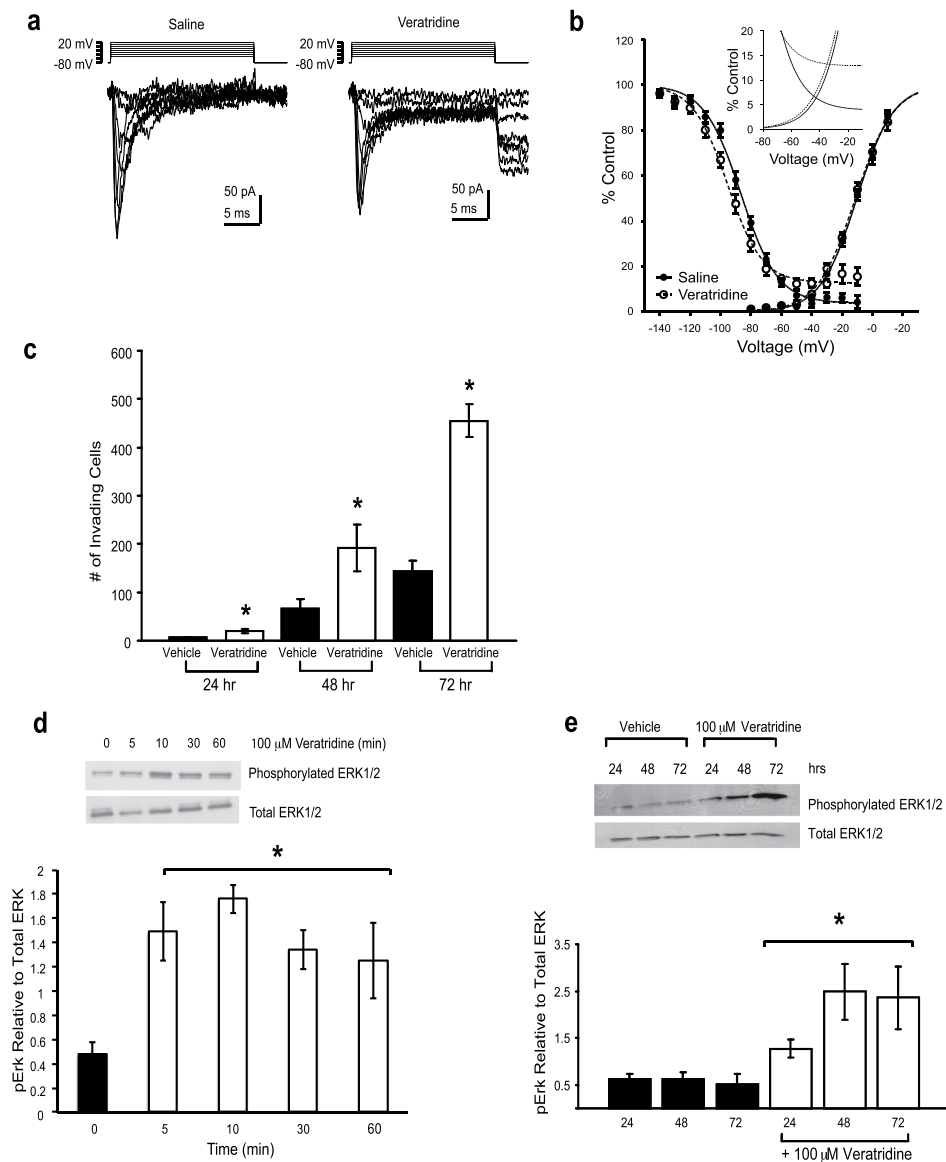 a
Saline
Veratridine
20 mV
-80 mV
20 mV
-80 mV
50 pA
5 ms
50 pA
5 ms
b
120
100
80
60
40
20
0
% Control
-140 -120 -100 -80 -60 -40 -20 -0 -20
Voltage (mV)
Saline
Veratridine
20
15
10
5
0
% Control
-80 -60 -40 -20
Voltage (mV)
c
600
500
400
300
200
100
0
# of Invading Cells
*
*
*
Vehicle Veratridine Vehicle Veratridine Vehicle Veratridine
24 hr 48 hr 72 hr
d
0 5 10 30 60 100 µM Veratridine (min)
Phosphorylated ERK1/2
Total ERK1/2
*
2
1.8
1.6
1.4
1.2
1
0.8
0.6
0.4
0.2
0
pErk Relative to Total ERK
0 5 10 30 60
Time (min)
e
Vehicle 100 µM Veratridine
24 48 72 24 48 72 hrs
Phosphorylated ERK1/2
Total ERK1/2
*
3.5
2.5
1.5
0.5
pErk Relative to Total ERK
24 48 72 24 48 72
+ 100 µM Veratridine